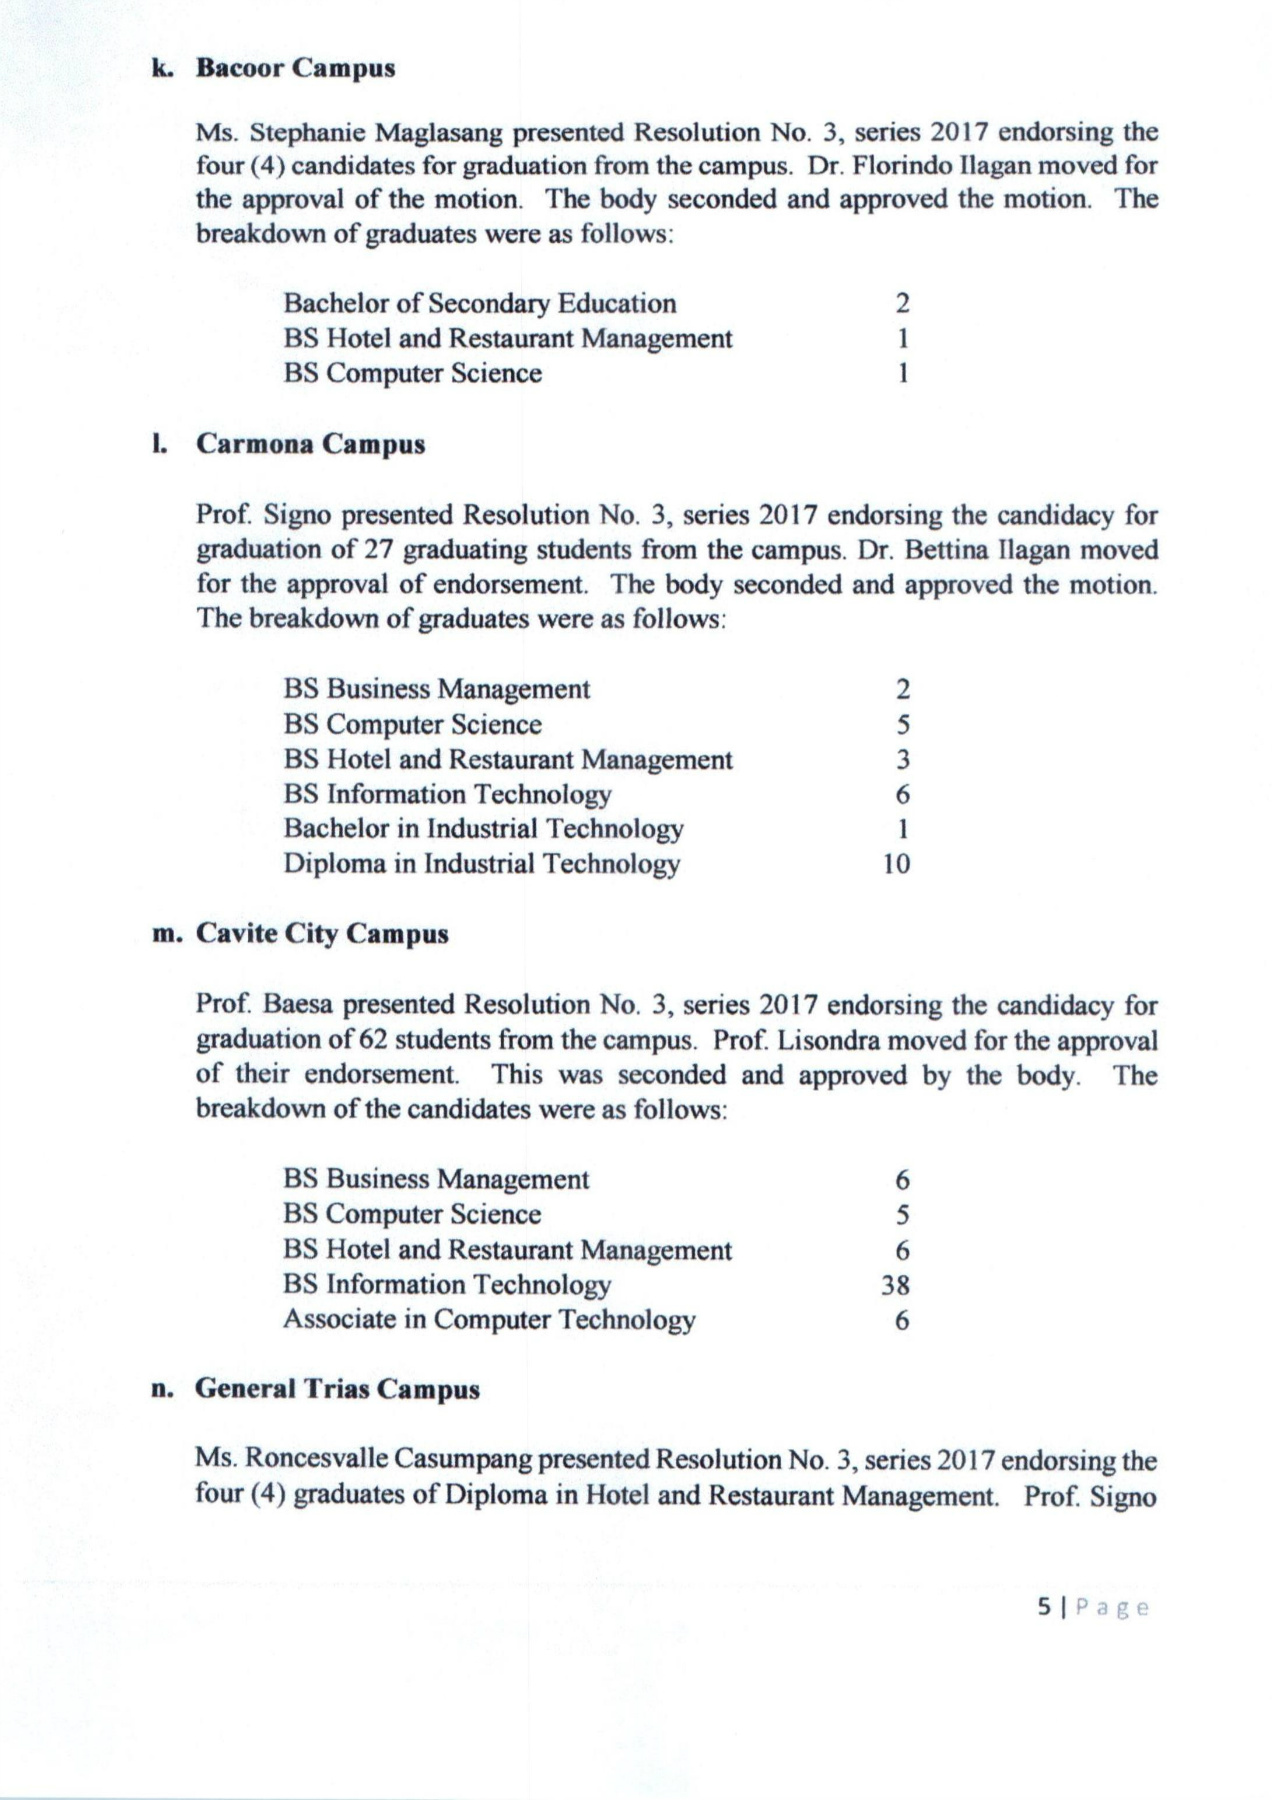 k. Bacoor Campus
Ms. Stephanie Maglasang presented Resolution No. 3, series 2017 endorsing the
four (4) candidates for graduation from the campus. Dr. Florindo Ilagan moved for
the approval of the motion. The body seconded and approved the motion. The
breakdown of graduates were as follows:
Bachelor of Secondary Education 2
BS Hotel and Restaurant Management 1
BS Computer Science 1
l. Carmona Campus
Prof. Signo presented Resolution No. 3, series 2017 endorsing the candidacy for
graduation of 27 graduating students from the campus. Dr. Bettina Ilagan moved
for the approval of endorsement. The body seconded and approved the motion.
The breakdown of graduates were as follows:
BS Business Management 2
BS Computer Science 5
BS Hotel and Restaurant Management 3
BS Information Technology 6
Bachelor in Industrial Technology 1
Diploma in Industrial Technology 10
m. Cavite City Campus
Prof. Baesa presented Resolution No. 3, series 2017 endorsing the candidacy for
graduation of 62 students from the campus. Prof. Lisondra moved for the approval
of their endorsement. This was seconded and approved by the body. The
breakdown of the candidates were as follows:
BS Business Management 6
BS Computer Science 5
BS Hotel and Restaurant Management 6
BS Information Technology 38
Associate in Computer Technology 6
n. General Trias Campus
Ms. Roncesvalle Casumpang presented Resolution No. 3, series 2017 endorsing the
four (4) graduates of Diploma in Hotel and Restaurant Management. Prof. Signo
5 | Page